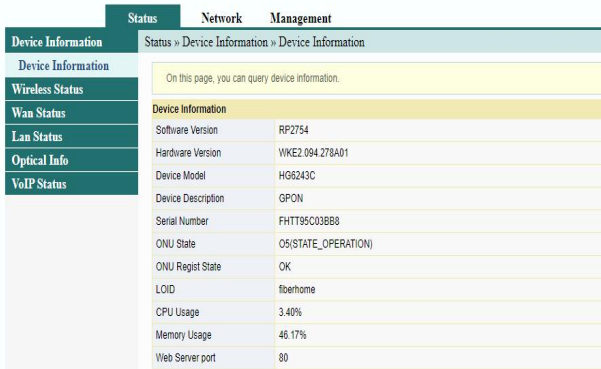 Status Network Management
Device Information Status » Device Information » Device Information
Device Information
Wireless Status
Wan Status
Lan Status
Optical Info
VoIP Status
On this page, you can query device information.
Device Information
Software Version RP2754
Hardware Version WKE2.094.278A01
Device Model HG6243C
Device Description GPON
Serial Number FHTT95C03BB8
ONU State O5(STATE_OPERATION)
ONU Regist State OK
LOID fiberhome
CPU Usage 3.40%
Memory Usage 46.17%
Web Server port 80